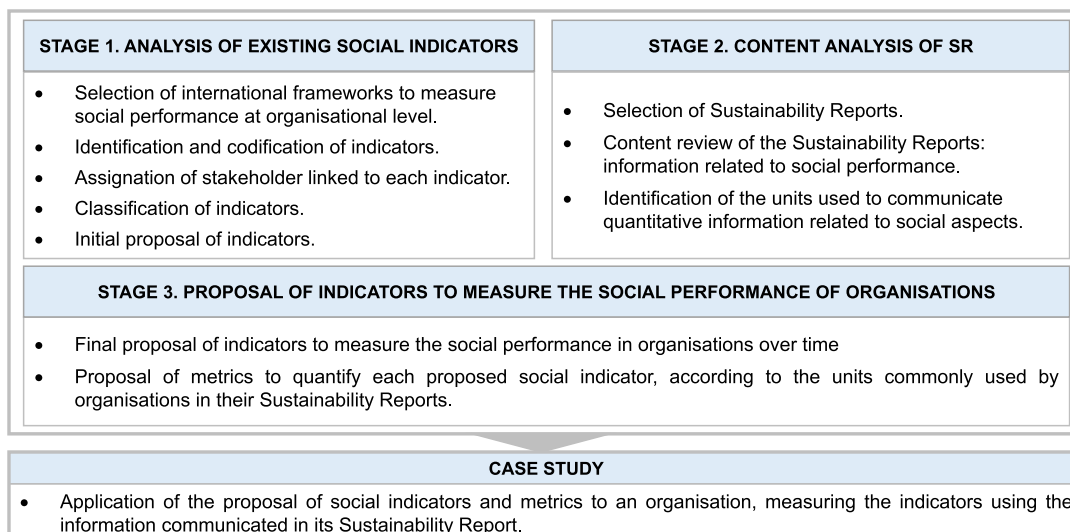 STAGE 1. ANALYSIS OF EXISTING SOCIAL INDICATORS
• Selection of international frameworks to measure
social performance at organisational level.
• Identification and codification of indicators.
• Assignation of stakeholder linked to each indicator.
• Classification of indicators.
• Initial proposal of indicators.
STAGE 2. CONTENT ANALYSIS OF SR
• Selection of Sustainability Reports.
• Content review of the Sustainability Reports:
information related to social performance.
• Identification of the units used to communicate
quantitative information related to social aspects.
STAGE 3. PROPOSAL OF INDICATORS TO MEASURE THE SOCIAL PERFORMANCE OF ORGANISATIONS
• Final proposal of indicators to measure the social performance in organisations over time
• Proposal of metrics to quantify each proposed social indicator, according to the units commonly used by
organisations in their Sustainability Reports.
CASE STUDY
• Application of the proposal of social indicators and metrics to an organisation, measuring the indicators using the
information communicated in its Sustainability Report.